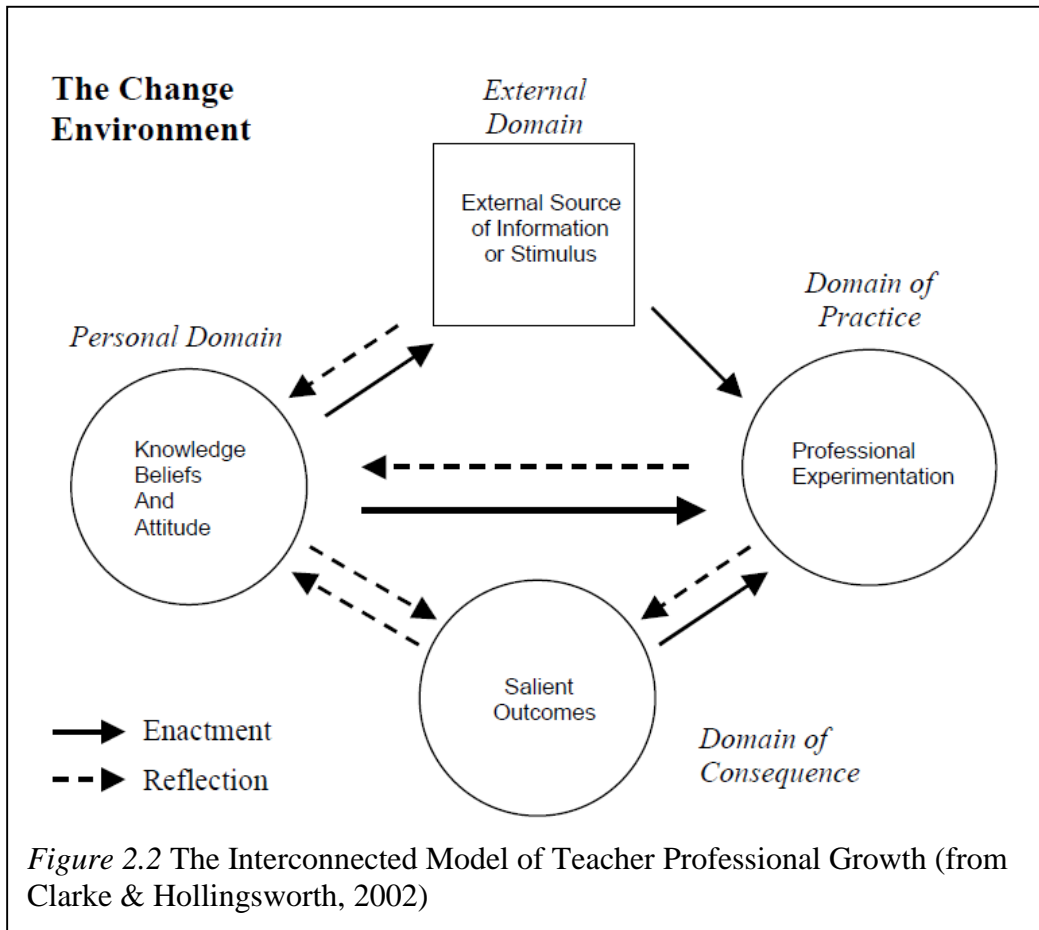 The Change
Environment
External
Domain
External Source
of Information
or Stimulus
Domain of
Practice
Personal Domain
Knowledge
Beliefs
And
Attitude
Professional
Experimentation
Salient
Outcomes
Enactment
Reflection
Domain of
Consequence
Figure 2.2 The Interconnected Model of Teacher Professional Growth (from
Clarke & Hollingsworth, 2002)